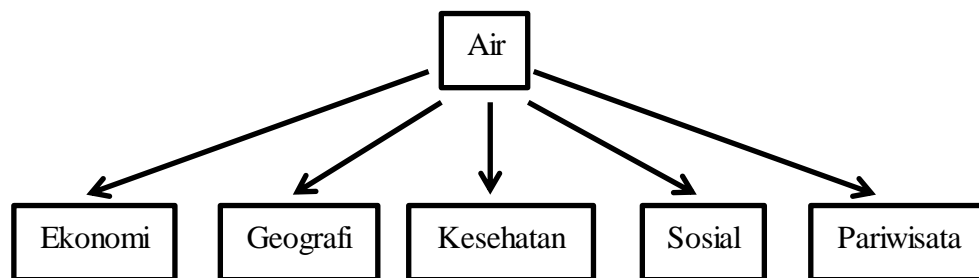 Air
Ekonomi
Geografi
Kesehatan
Sosial
Pariwisata